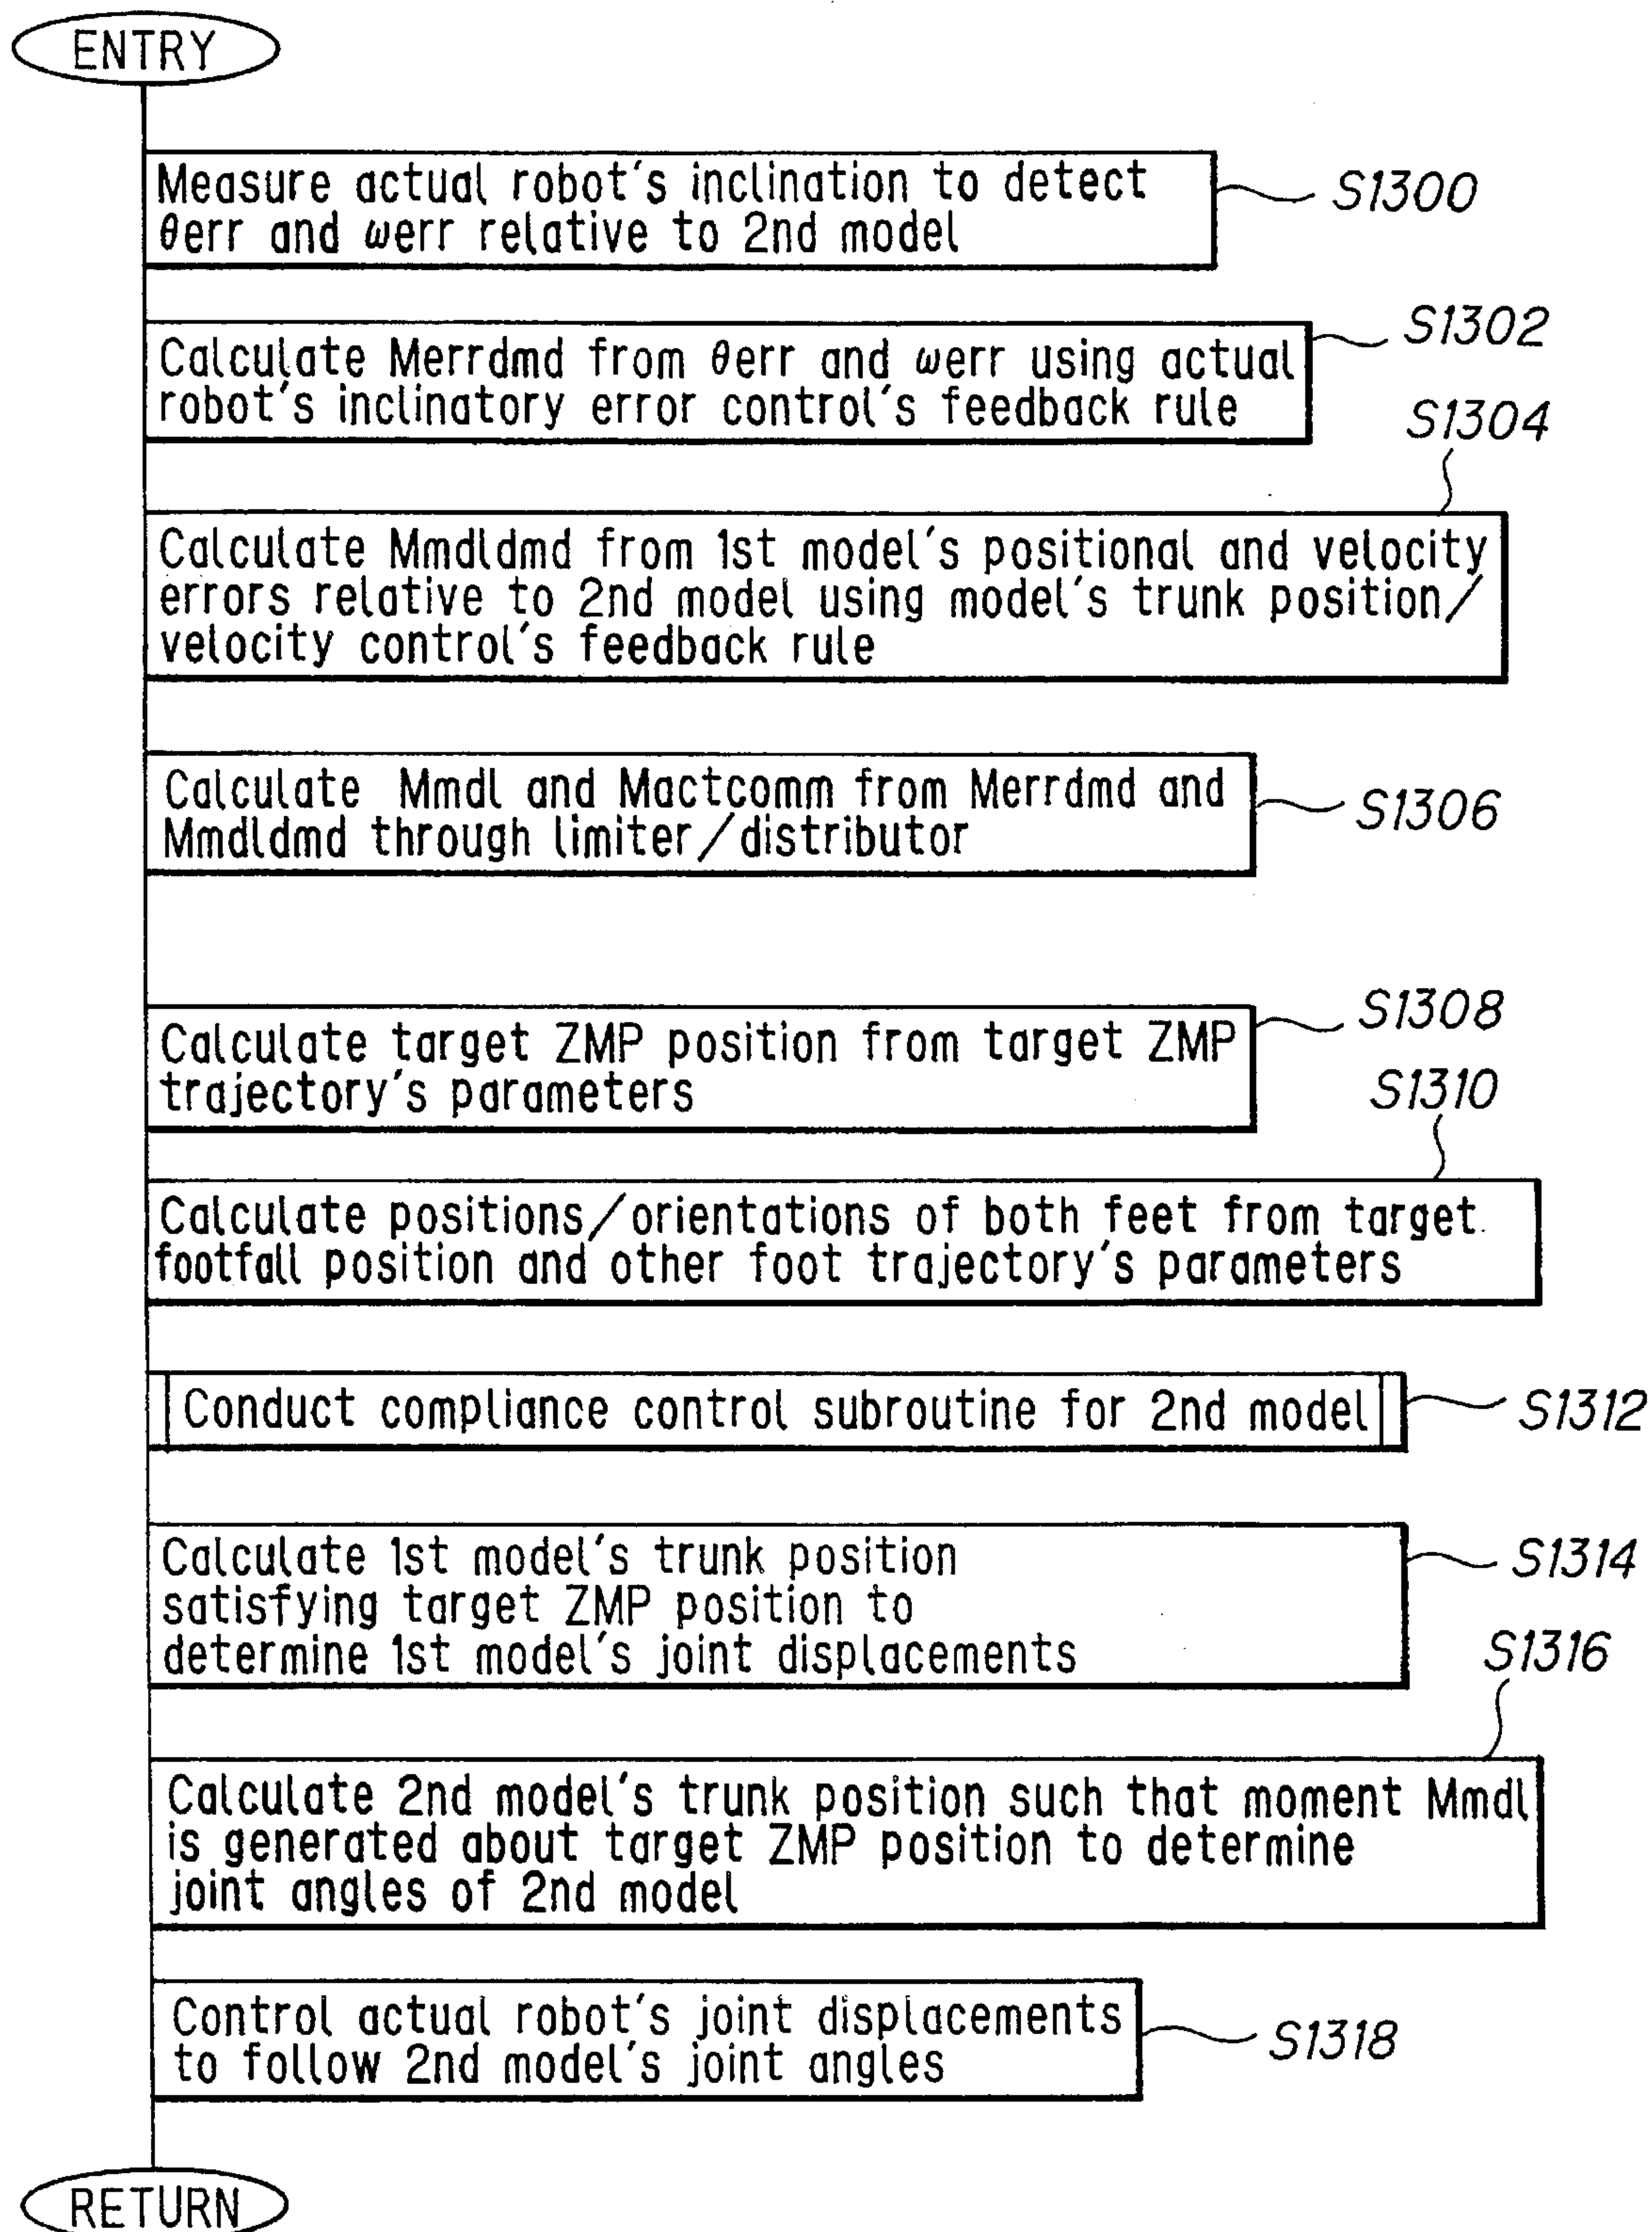 ENTRY
Measure actual robot's inclination to detect
θerr and ωerr relative to 2nd model
S1300
Calculate Merrdmd from θerr and ωerr using actual
robot's inclinatory error control's feedback rule
S1302
S1304
Calculate Mmdldmd from 1st model's positional and velocity
errors relative to 2nd model using model's trunk position/
velocity control's feedback rule
Calculate Mmdl and Mactcomm from Merrdmd and
Mmdldmd through limiter/distributor
S1306
Calculate target ZMP position from target ZMP
trajectory's parameters
S1308
S1310
Calculate positions/orientations of both feet from target
footfall position and other foot trajectory's parameters
Conduct compliance control subroutine for 2nd model
S1312
Calculate 1st model's trunk position
satisfying target ZMP position to
determine 1st model's joint displacements
S1314
S1316
Calculate 2nd model's trunk position such that moment Mmdl
is generated about target ZMP position to determine
joint angles of 2nd model
Control actual robot's joint displacements
to follow 2nd model's joint angles
S1318
RETURN